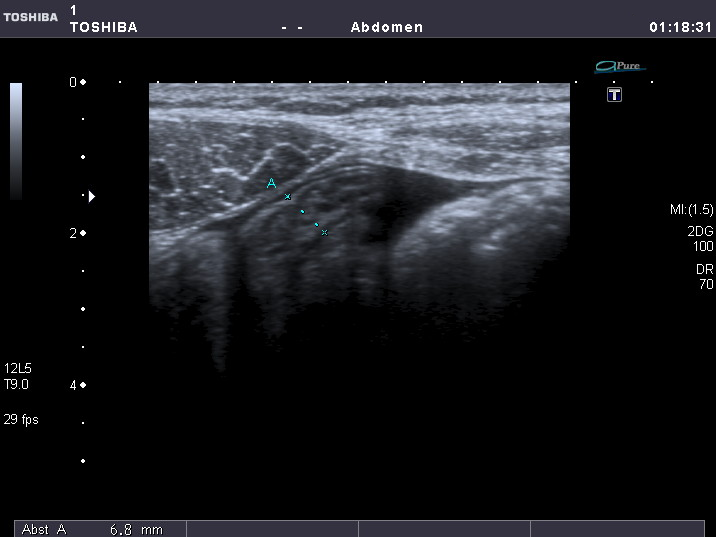 TOSHIBA
1
TOSHIBA - - Abdomen 01:18:31
0
aPure
T
A
MI:(1.5)
2
2DG
100
DR
70
12L5
T9.0
4
29 fps
Abst A 6.8 mm